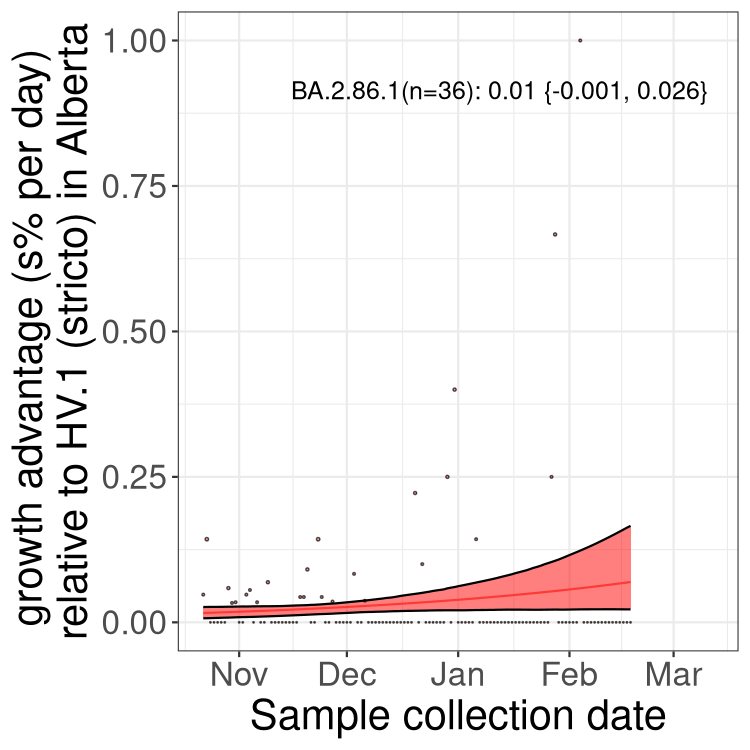 growth advantage (s% per day)
relative to HV.1 (stricto) in Alberta
1.00
0.75
0.50
0.25
0.00
BA.2.86.1(n=36): 0.01 {-0.001, 0.026}
Nov Dec Jan Feb Mar
Sample collection date